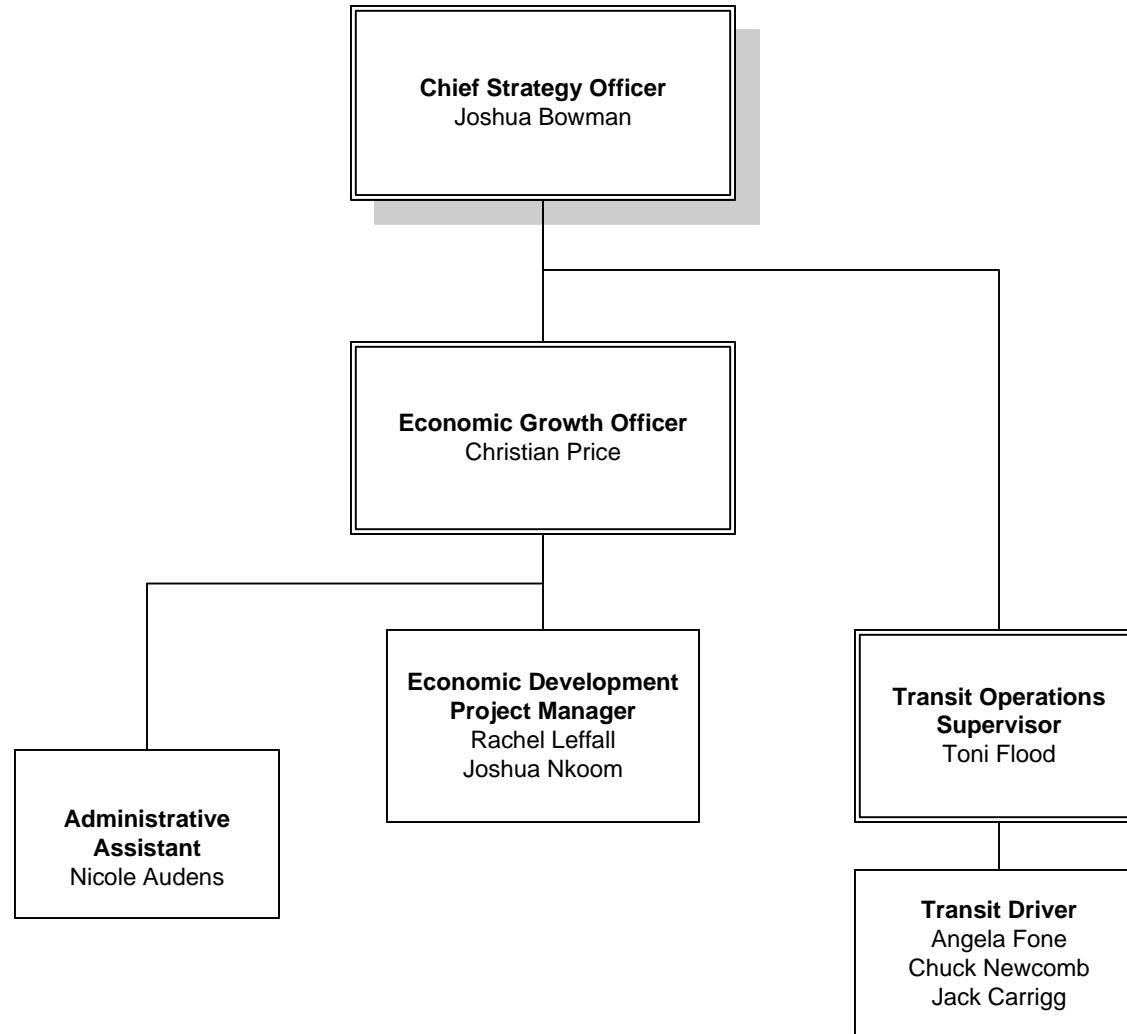 Chief Strategy Officer
Joshua Bowman
Economic Growth Officer
Christian Price
Economic Development
Project Manager
Rachel Leffall
Joshua Nkoom
Transit Operations
Supervisor
Toni Flood
Administrative
Assistant
Nicole Audens
Transit Driver
Angela Fone
Chuck Newcomb
Jack Carrigg